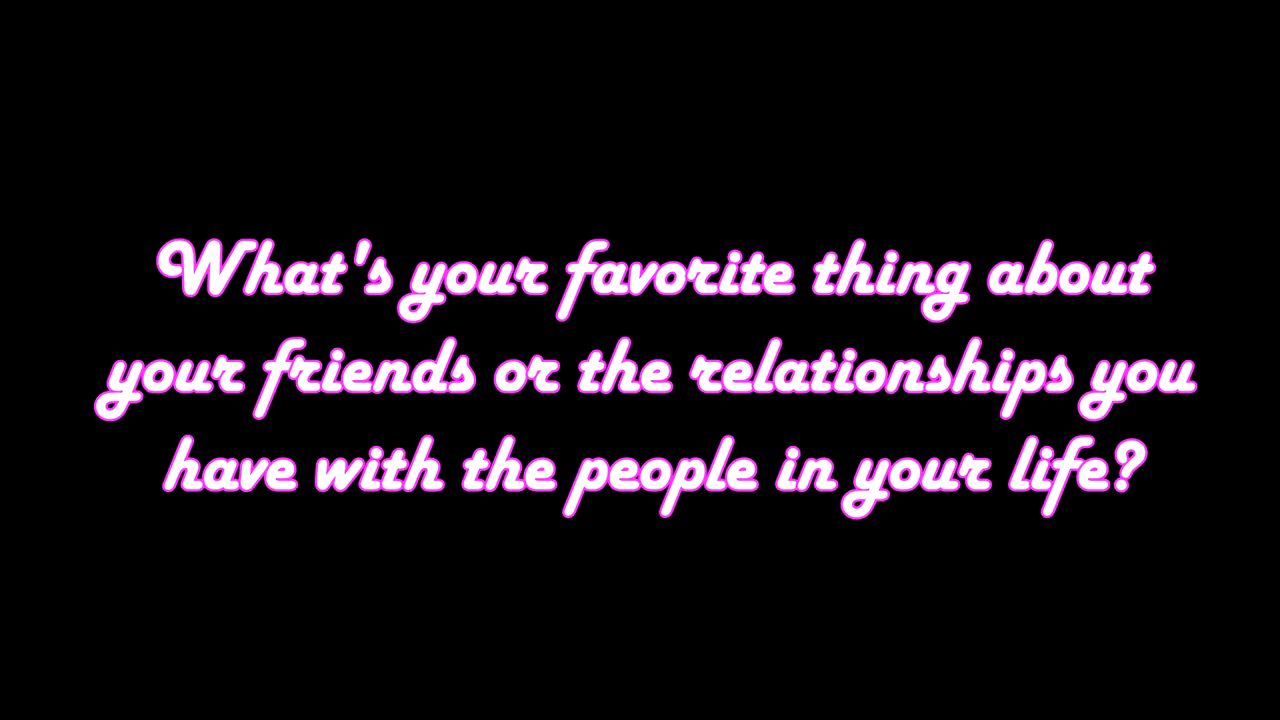 What's your favorite thing about
your friends or the relationships you
have with the people in your life?